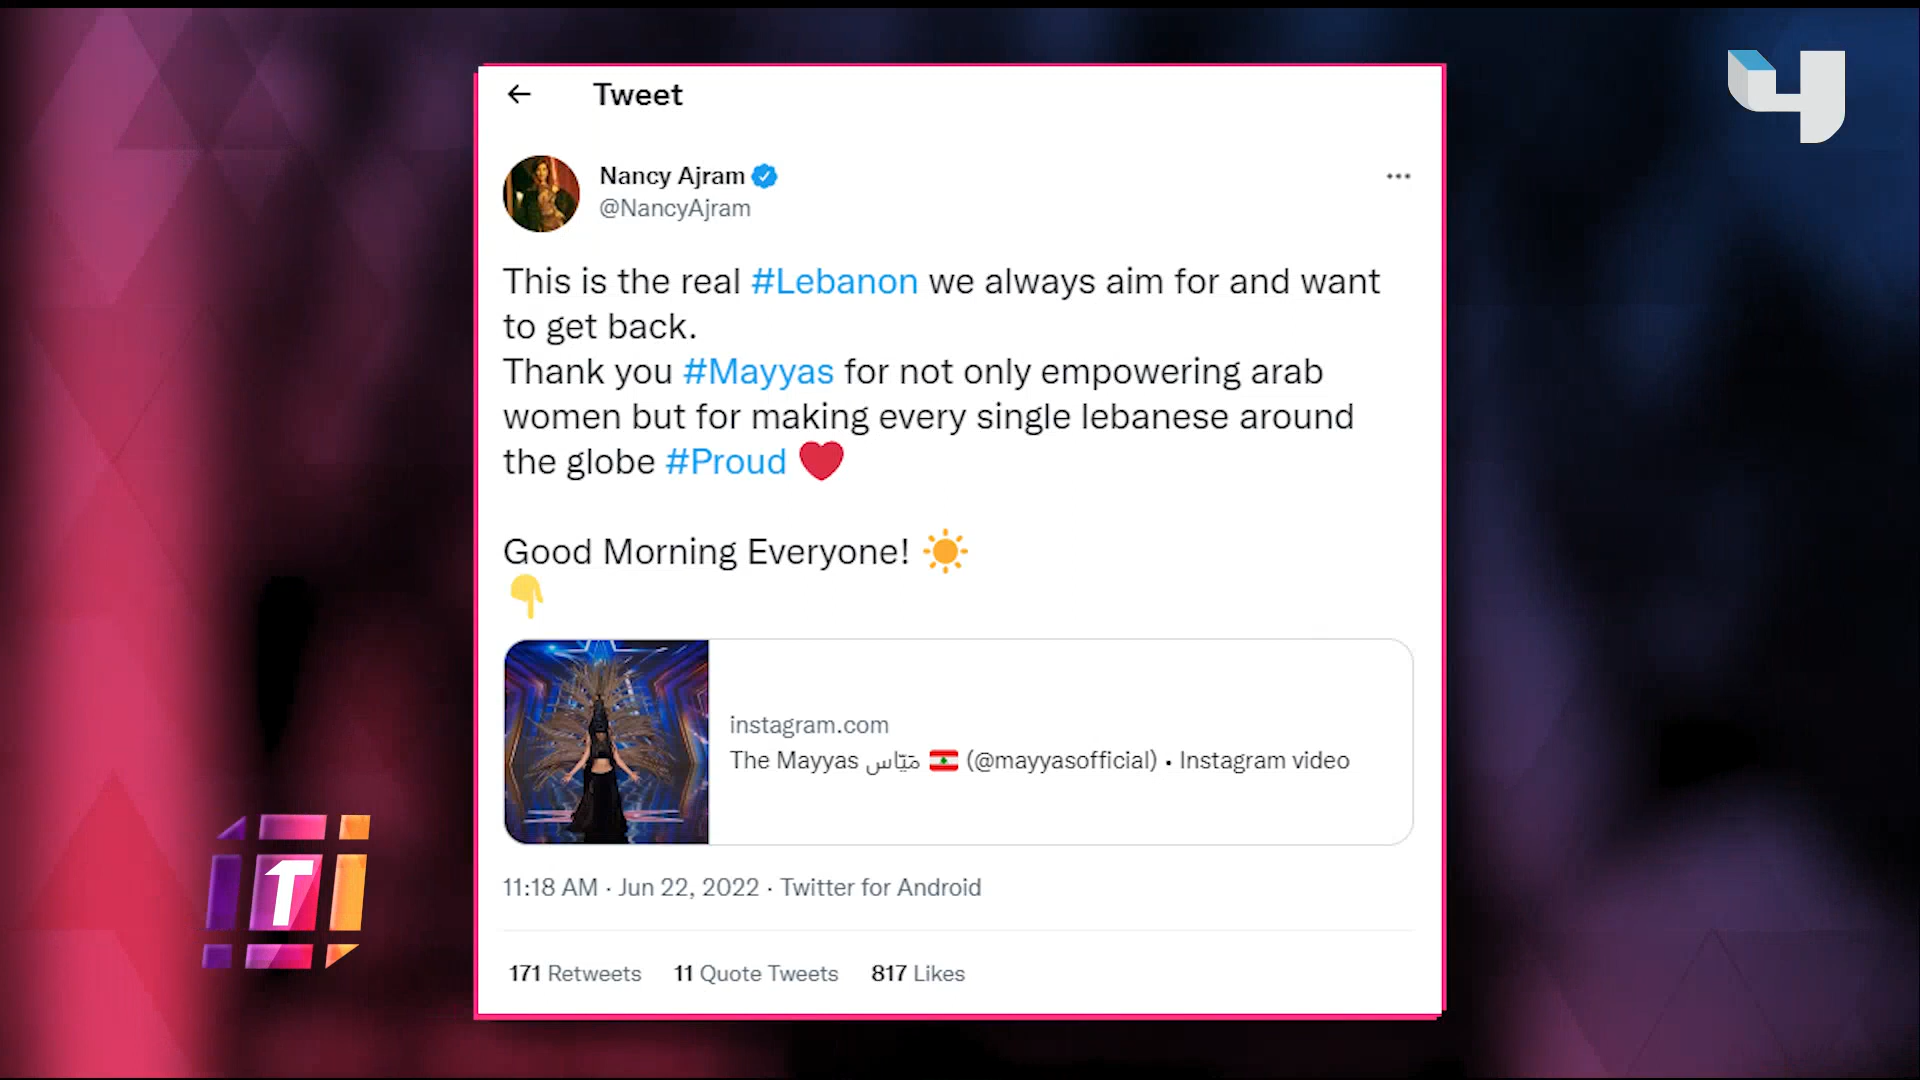 Tweet
Nancy Ajram
@NancyAjram
This is the real #Lebanon we always aim for and want
to get back.
Thank you #Mayyas for not only empowering arab
women but for making every single lebanese around
the globe #Proud ❤️
Good Morning Everyone! ☀️
👇
instagram.com
The Mayyas ميّاس 🇱🇧 (@mayyasofficial) • Instagram video
11:18 AM · Jun 22, 2022 · Twitter for Android
171 Retweets 11 Quote Tweets 817 Likes
T
4